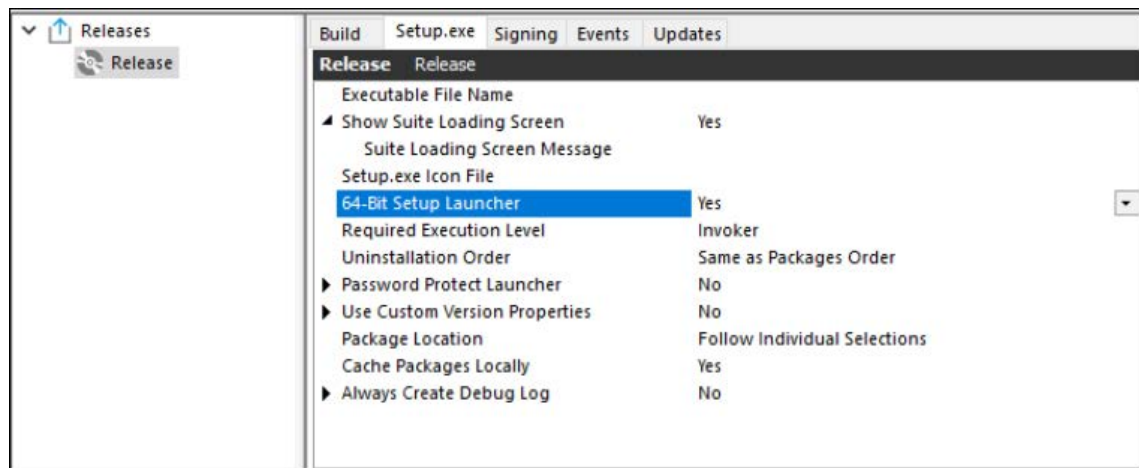 Releases
Release
Build Setup.exe Signing Events Updates
Release Release
Executable File Name
Show Suite Loading Screen Yes
Suite Loading Screen Message
Setup.exe Icon File
64-Bit Setup Launcher Yes
Required Execution Level Invoker
Uninstallation Order Same as Packages Order
Password Protect Launcher No
Use Custom Version Properties No
Package Location Follow Individual Selections
Cache Packages Locally Yes
Always Create Debug Log No